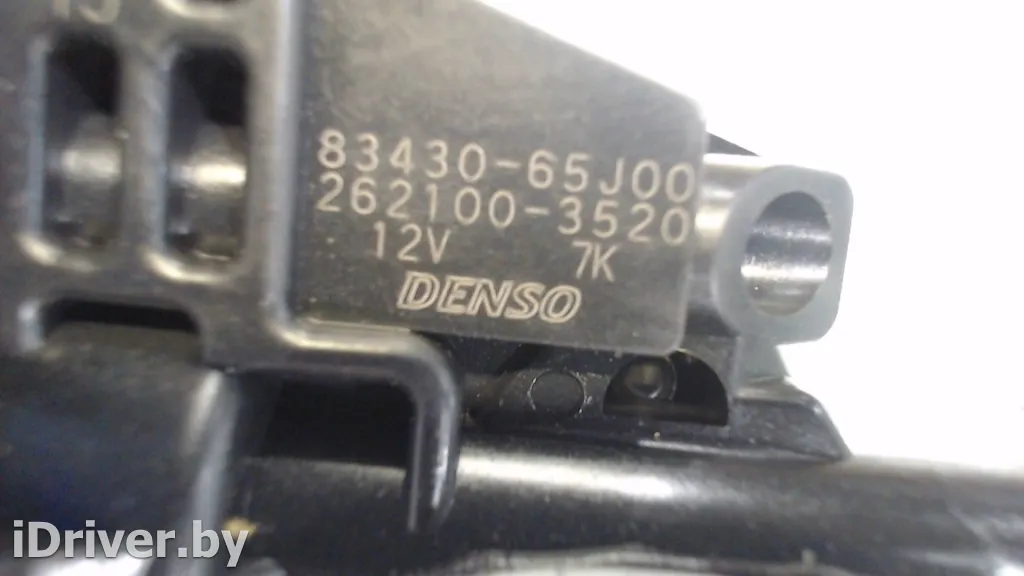 83430-65J00
262100-3520
12V 7K
DENSO
iDriver.by